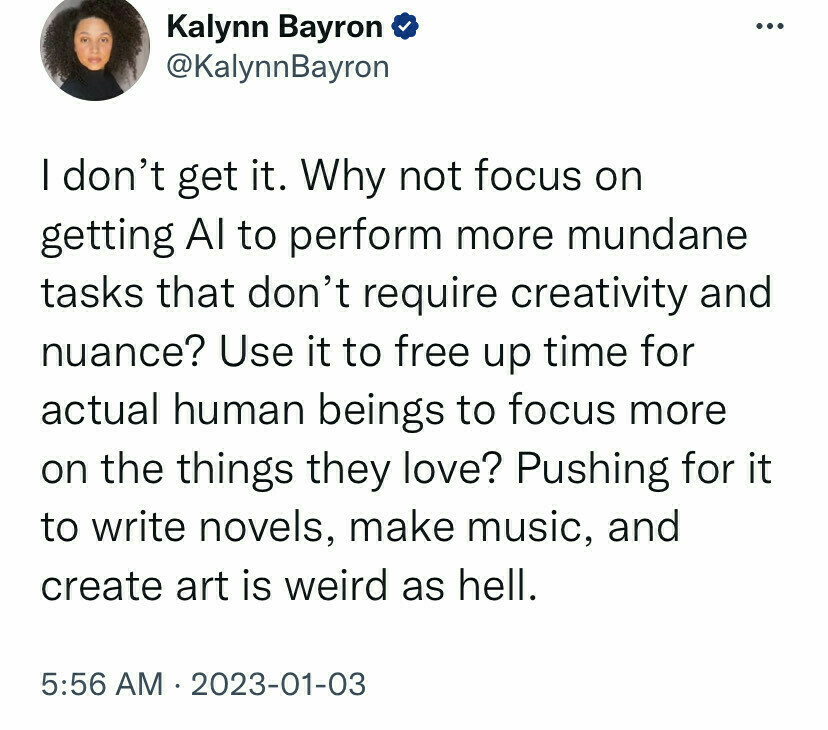 Kalynn Bayron
@KalynnBayron
I don’t get it. Why not focus on
getting AI to perform more mundane
tasks that don’t require creativity and
nuance? Use it to free up time for
actual human beings to focus more
on the things they love? Pushing for it
to write novels, make music, and
create art is weird as hell.
5:56 AM · 2023-01-03